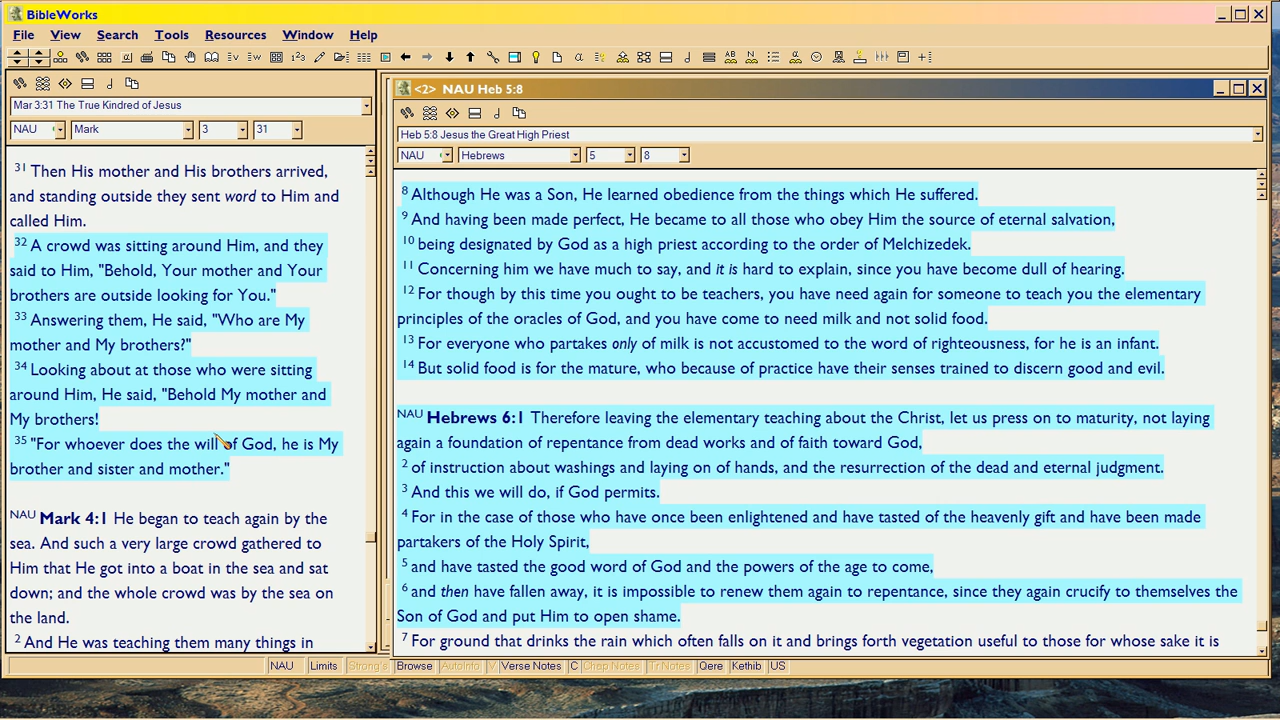 BibleWorks
File View Search Tools Resources Window Help
Mar 3:31 The True Kindred of Jesus
NAU Mark 3 31
31 Then His mother and His brothers arrived,
and standing outside they sent word to Him and
called Him.
32 A crowd was sitting around Him, and they
said to Him, "Behold, Your mother and Your
brothers are outside looking for You."
33 Answering them, He said, "Who are My
mother and My brothers?"
34 Looking about at those who were sitting
around Him, He said, "Behold My mother and
My brothers!
35 "For whoever does the will of God, he is My
brother and sister and mother."
NAU Mark 4:1 He began to teach again by the
sea. And such a very large crowd gathered to
Him that He got into a boat in the sea and sat
down; and the whole crowd was by the sea on
the land.
2 And He was teaching them many things in
<2> NAU Heb 5:8
Heb 5:8 Jesus the Great High Priest
NAU Hebrews 5 8
8 Although He was a Son, He learned obedience from the things which He suffered.
9 And having been made perfect, He became to all those who obey Him the source of eternal salvation,
10 being designated by God as a high priest according to the order of Melchizedek.
11 Concerning him we have much to say, and it is hard to explain, since you have become dull of hearing.
12 For though by this time you ought to be teachers, you have need again for someone to teach you the elementary
principles of the oracles of God, and you have come to need milk and not solid food.
13 For everyone who partakes only of milk is not accustomed to the word of righteousness, for he is an infant.
14 But solid food is for the mature, who because of practice have their senses trained to discern good and evil.
NAU Hebrews 6:1 Therefore leaving the elementary teaching about the Christ, let us press on to maturity, not laying
again a foundation of repentance from dead works and of faith toward God,
2 of instruction about washings and laying on of hands, and the resurrection of the dead and eternal judgment.
3 And this we will do, if God permits.
4 For in the case of those who have once been enlightened and have tasted of the heavenly gift and have been made
partakers of the Holy Spirit,
5 and have tasted the good word of God and the powers of the age to come,
6 and then have fallen away, it is impossible to renew them again to repentance, since they again crucify to themselves the
Son of God and put Him to open shame.
7 For ground that drinks the rain which often falls on it and brings forth vegetation useful to those for whose sake it is
NAU Limits Strong's Browse AutoInfo V Verse Notes C Chap Notes Tr Notes Qere Kethib US